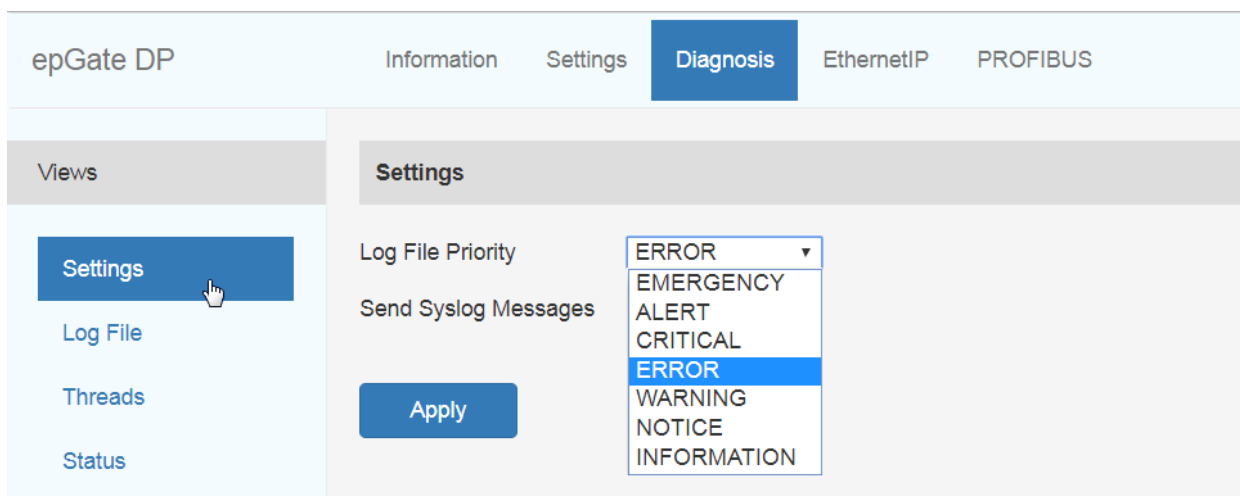 epGate DP Information Settings Diagnosis EthernetIP PROFIBUS
Views
Settings
Log File
Threads
Status
Settings
Log File Priority ERROR
Send Syslog Messages
EMERGENCY
ALERT
CRITICAL
ERROR
WARNING
NOTICE
INFORMATION
Apply